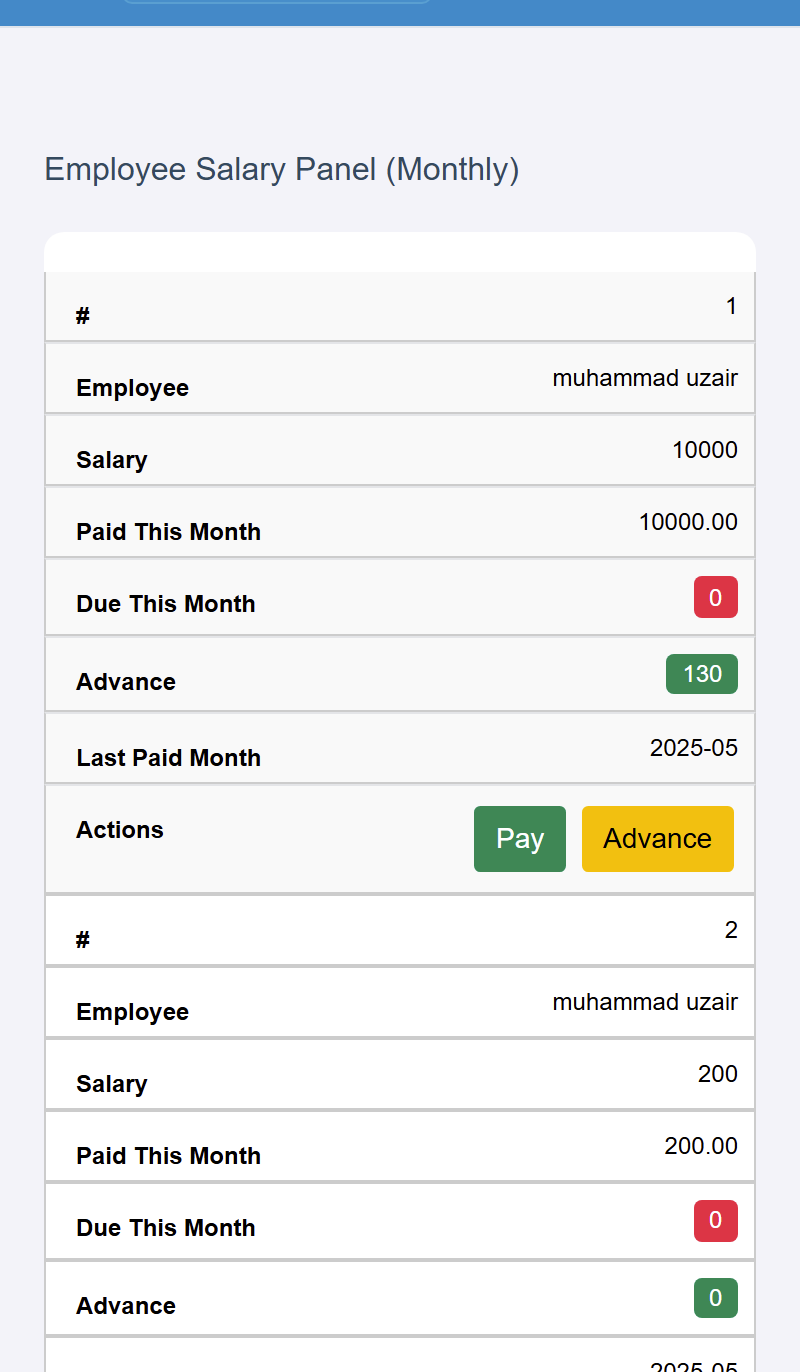 Employee Salary Panel (Monthly)
# 1
Employee muhammad uzair
Salary 10000
Paid This Month 10000.00
Due This Month 0
Advance 130
Last Paid Month 2025-05
Actions Pay Advance
# 2
Employee muhammad uzair
Salary 200
Paid This Month 200.00
Due This Month 0
Advance 0
2025-05